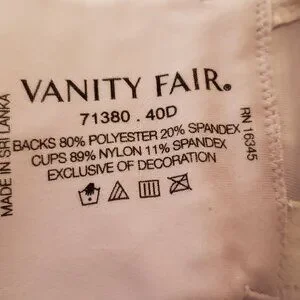 VANITY FAIR®
71380 . 40D
BACKS 80% POLYESTER 20% SPANDEX
CUPS 89% NYLON 11% SPANDEX
EXCLUSIVE OF DECORATION
MADE IN SRI LANKA
RN 16345